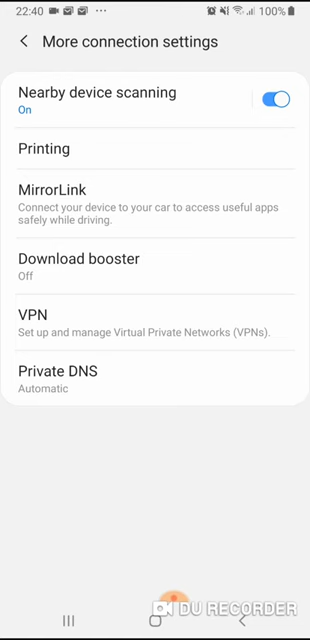 22:40 100%
More connection settings
Nearby device scanning
On
Printing
MirrorLink
Connect your device to your car to access useful apps
safely while driving.
Download booster
Off
VPN
Set up and manage Virtual Private Networks (VPNs).
Private DNS
Automatic
DU RECORDER